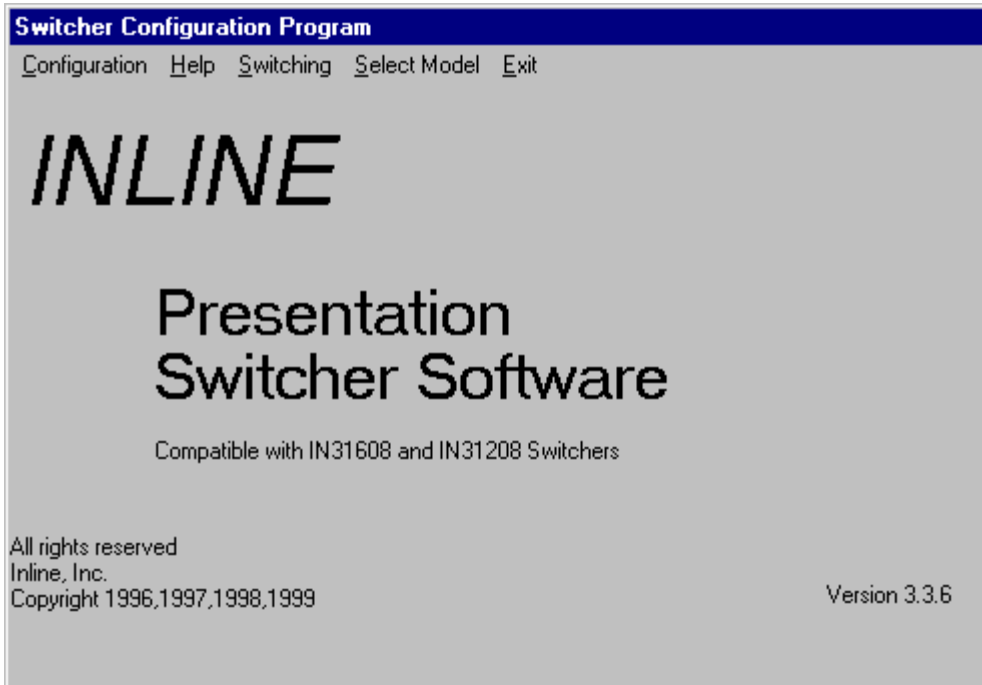 Switcher Configuration Program
Configuration Help Switching Select Model Exit
INLINE
Presentation
Switcher Software
Compatible with IN31608 and IN31208 Switchers
All rights reserved
Inline, Inc.
Copyright 1996,1997,1998,1999
Version 3.3.6